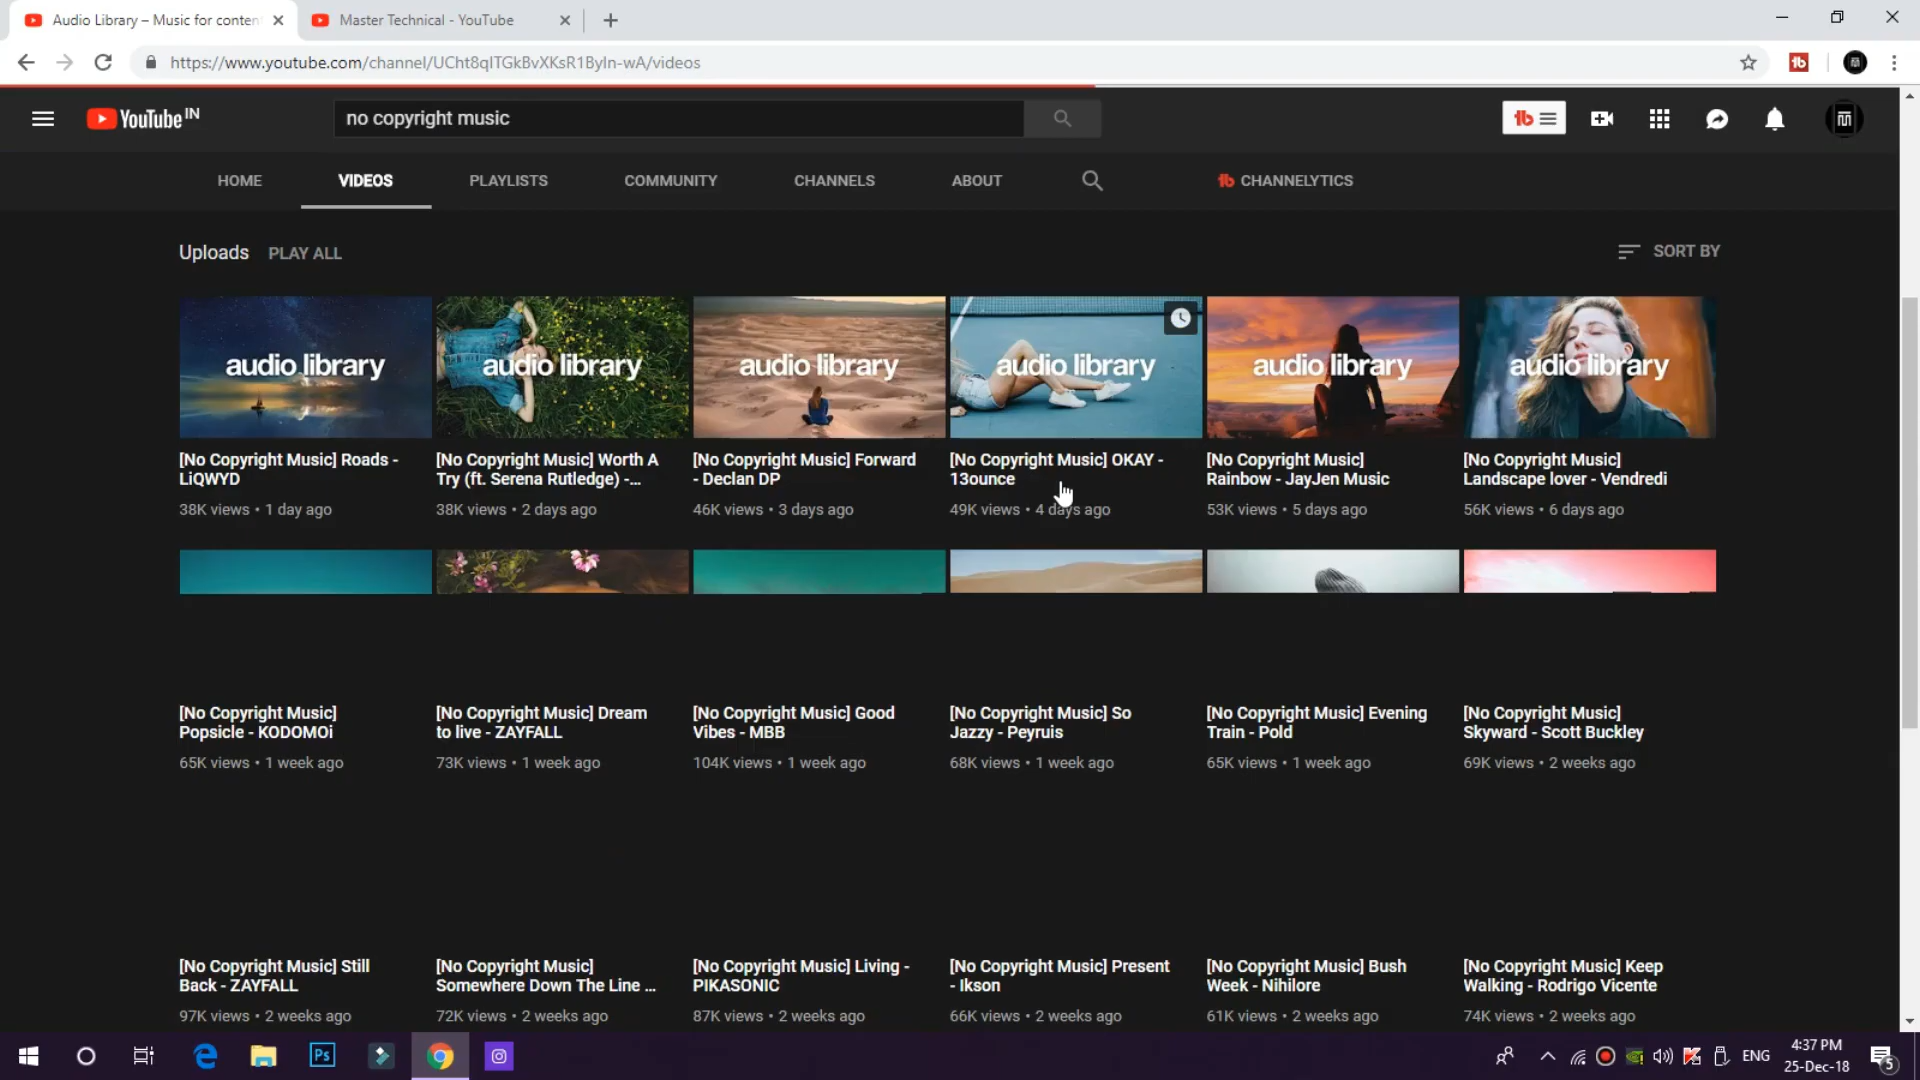 Audio Library – Music for conten
Master Technical - YouTube
https://www.youtube.com/channel/UCht8qITGkBvXKsR1Byln-wA/videos
YouTube IN
no copyright music
HOME
VIDEOS
PLAYLISTS
COMMUNITY
CHANNELS
ABOUT
CHANNELYTICS
Uploads PLAY ALL
SORT BY
audio library
audio library
audio library
audio library
audio library
audio library
[No Copyright Music] Roads -
LiQWYD
38K views • 1 day ago
[No Copyright Music] Worth A
Try (ft. Serena Rutledge) -...
38K views • 2 days ago
[No Copyright Music] Forward
- Declan DP
46K views • 3 days ago
[No Copyright Music] OKAY -
13ounce
49K views • 4 days ago
[No Copyright Music]
Rainbow - JayJen Music
53K views • 5 days ago
[No Copyright Music]
Landscape lover - Vendredi
56K views • 6 days ago
[No Copyright Music]
Popsicle - KODOMOi
65K views • 1 week ago
[No Copyright Music] Dream
to live - ZAYFALL
73K views • 1 week ago
[No Copyright Music] Good
Vibes - MBB
104K views • 1 week ago
[No Copyright Music] So
Jazzy - Peyruis
68K views • 1 week ago
[No Copyright Music] Evening
Train - Pold
65K views • 1 week ago
[No Copyright Music]
Skyward - Scott Buckley
69K views • 2 weeks ago
[No Copyright Music] Still
Back - ZAYFALL
97K views • 2 weeks ago
[No Copyright Music]
Somewhere Down The Line ...
72K views • 2 weeks ago
[No Copyright Music] Living -
PIKASONIC
87K views • 2 weeks ago
[No Copyright Music] Present
- Ikson
66K views • 2 weeks ago
[No Copyright Music] Bush
Week - Nihilore
61K views • 2 weeks ago
[No Copyright Music] Keep
Walking - Rodrigo Vicente
74K views • 2 weeks ago
Ps
ENG
4:37 PM
25-Dec-18
5